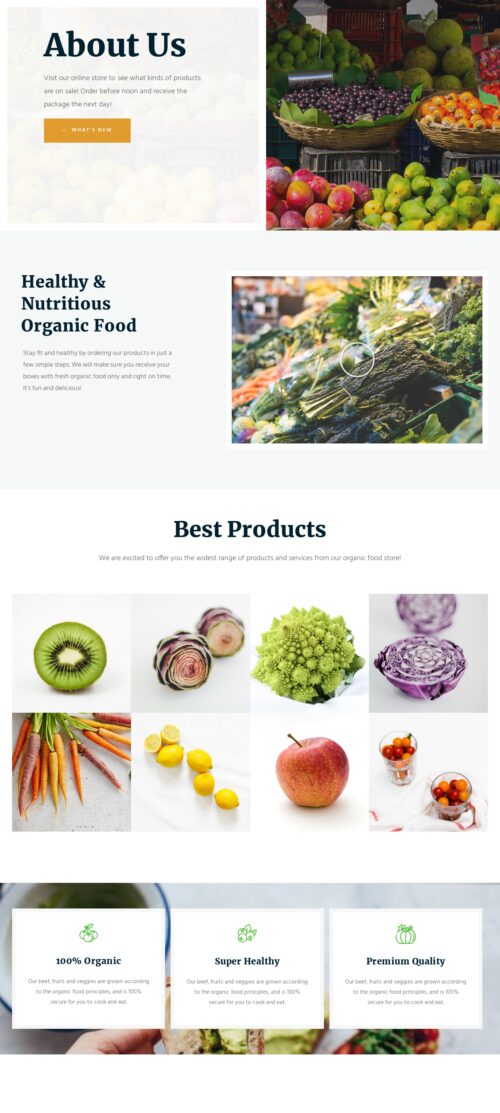 About Us
Visit our online store to see what kinds of products
are on sale! Order before noon and receive the
package the next day!
WHAT'S NEW
Healthy &
Nutritious
Organic Food
Stay fit and healthy by ordering our products in just a
few simple steps. We will make sure you receive your
boxes with fresh organic food only and right on time.
It's fun and delicious!
Best Products
We are excited to offer you the widest range of products and services from our organic food store!
100% Organic
Our beef, fruits and veggies are grown according
to the organic food principles, and is 100%
secure for you to cook and eat.
Super Healthy
Our beef, fruits and veggies are grown according
to the organic food principles, and is 100%
secure for you to cook and eat.
Premium Quality
Our beef, fruits and veggies are grown according
to the organic food principles, and is 100%
secure for you to cook and eat.